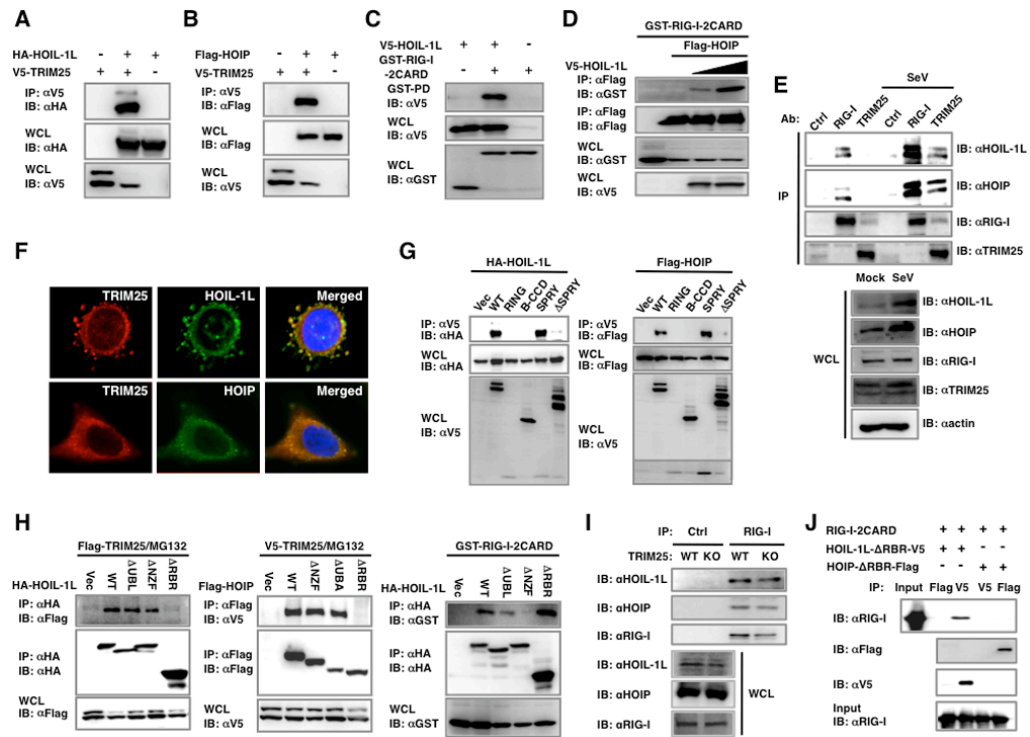 A
HA-HOIL-1L - + +
V5-TRIM25 + + -
IP: αV5
IB: αHA
WCL
IB: αHA
WCL
IB: αV5
B
Flag-HOIP - + +
V5-TRIM25 + + -
IP: αV5
IB: αFlag
WCL
IB: αFlag
WCL
IB: αV5
C
V5-HOIL-1L + + -
GST-RIG-I
-2CARD - + +
GST-PD
IB: αV5
WCL
IB: αV5
WCL
IB: αGST
D
GST-RIG-I-2CARD
Flag-HOIP
V5-HOIL-1L
IP: αFlag
IB: αGST
IP: αFlag
IB: αFlag
WCL
IB: αGST
WCL
IB: αV5
E
SeV
Ab: Ctrl RIG-I TRIM25 Ctrl RIG-I TRIM25
IP
IB: αHOIL-1L
IB: αHOIP
IB: αRIG-I
IB: αTRIM25
Mock SeV
WCL
IB: αHOIL-1L
IB: αHOIP
IB: αRIG-I
IB: αTRIM25
IB: αactin
F
TRIM25 HOIL-1L Merged
TRIM25 HOIP Merged
G
HA-HOIL-1L
Vec WT RING B-CCD SPRY ΔSPRY
IP: αV5
IB: αHA
WCL
IB: αHA
WCL
IB: αV5
Flag-HOIP
Vec WT RING B-CCD SPRY ΔSPRY
IP: αV5
IB: αFlag
WCL
IB: αFlag
WCL
IB: αV5
H
Flag-TRIM25/MG132
HA-HOIL-1L Vec WT ΔUBL ΔNZF ΔRBR
IP: αHA
IB: αFlag
IP: αHA
IB: αHA
WCL
IB: αFlag
V5-TRIM25/MG132
Flag-HOIP Vec WT ΔNZF ΔUBA ΔRBR
IP: αFlag
IB: αV5
IP: αFlag
IB: αFlag
WCL
IB: αV5
GST-RIG-I-2CARD
HA-HOIL-1L Vec WT ΔUBL ΔNZF ΔRBR
IP: αHA
IB: αGST
IP: αHA
IB: αHA
WCL
IB: αGST
I
IP: Ctrl RIG-I
TRIM25: WT KO WT KO
IB: αHOIL-1L
IB: αHOIP
IB: αRIG-I
IB: αHOIL-1L
IB: αHOIP
IB: αRIG-I
WCL
J
RIG-I-2CARD + + + +
HOIL-1L-ΔRBR-V5 + + - -
HOIP-ΔRBR-Flag - - + +
IP: Input Flag V5 V5 Flag
IB: αRIG-I
IB: αFlag
IB: αV5
Input
IB: αRIG-I